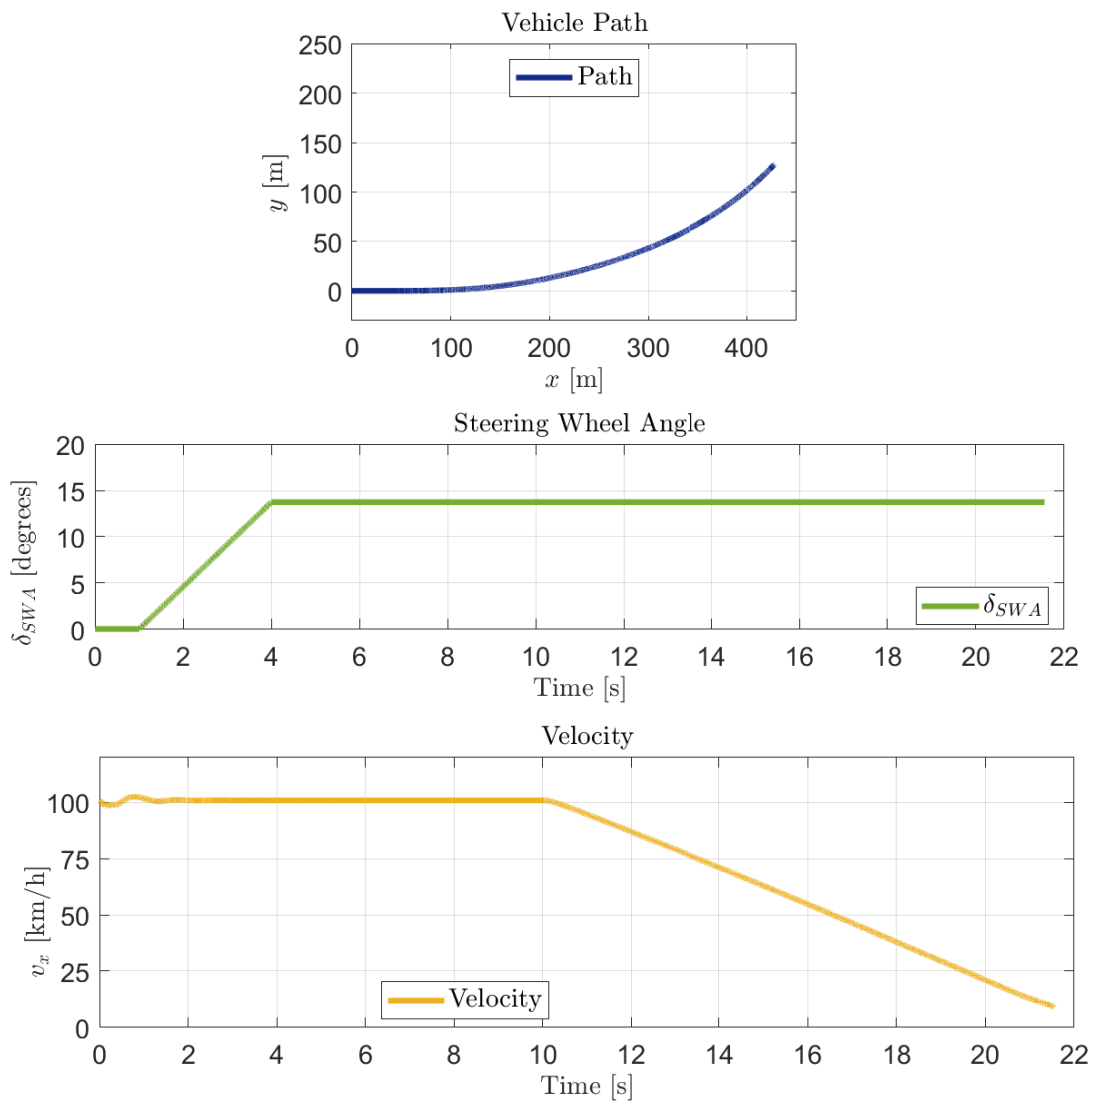 Vehicle Path
250
200
150
100
50
0
y [m]
Path
0 100 200 300 400
x [m]
Steering Wheel Angle
20
15
10
5
0
δSWA [degrees]
δSWA
0 2 4 6 8 10 12 14 16 18 20 22
Time [s]
Velocity
100
75
50
25
0
vx [km/h]
Velocity
0 2 4 6 8 10 12 14 16 18 20 22
Time [s]